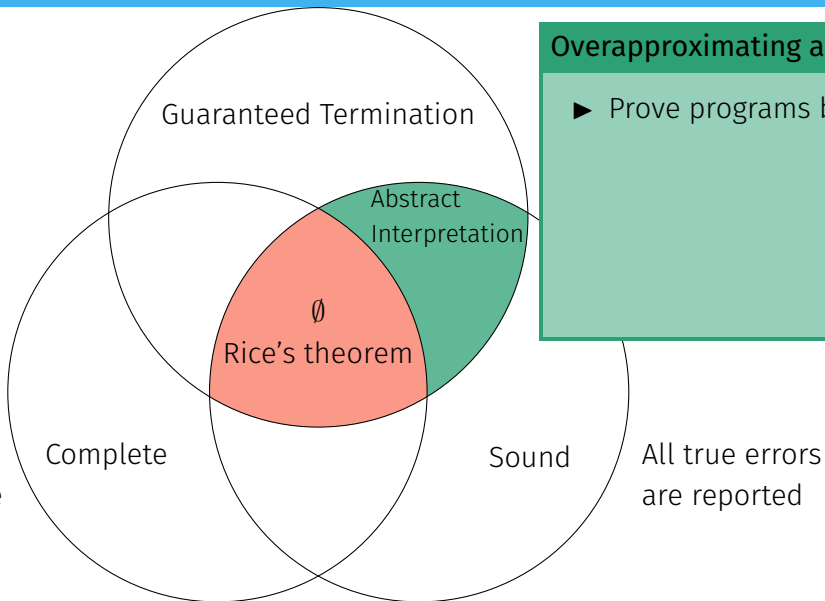 Overapproximating a
▶ Prove programs b
Guaranteed Termination
Abstract
Interpretation
∅
Rice's theorem
Complete
Sound
All true errors
are reported